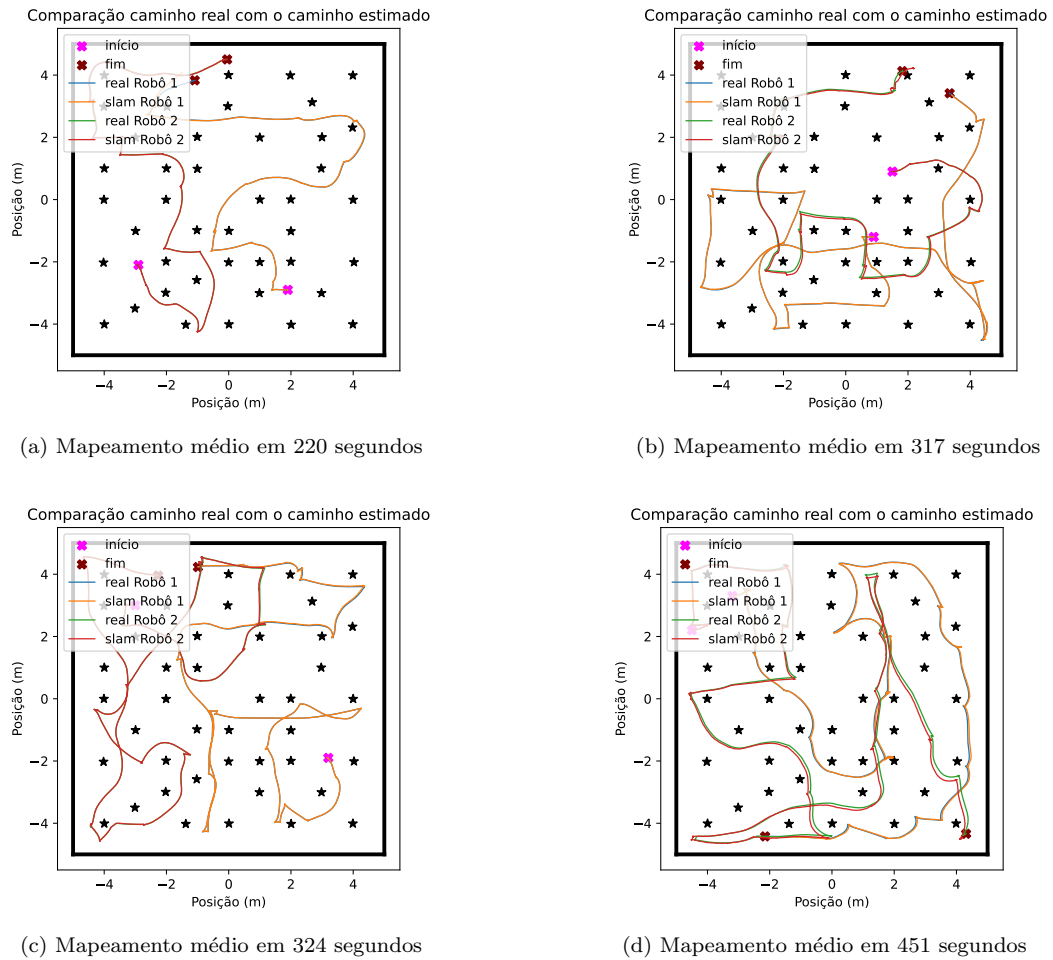 Comparação caminho real com o caminho estimado
início
fim
real Robô 1
slam Robô 1
real Robô 2
slam Robô 2
4
2
0
−2
−4
Posição (m)
−4 −2 0 2 4
Posição (m)
(a) Mapeamento médio em 220 segundos
Comparação caminho real com o caminho estimado
início
fim
real Robô 1
slam Robô 1
real Robô 2
slam Robô 2
4
2
0
−2
−4
Posição (m)
−4 −2 0 2 4
Posição (m)
(b) Mapeamento médio em 317 segundos
Comparação caminho real com o caminho estimado
início
fim
real Robô 1
slam Robô 1
real Robô 2
slam Robô 2
4
2
0
−2
−4
Posição (m)
−4 −2 0 2 4
Posição (m)
(c) Mapeamento médio em 324 segundos
Comparação caminho real com o caminho estimado
início
fim
real Robô 1
slam Robô 1
real Robô 2
slam Robô 2
4
2
0
−2
−4
Posição (m)
−4 −2 0 2 4
Posição (m)
(d) Mapeamento médio em 451 segundos